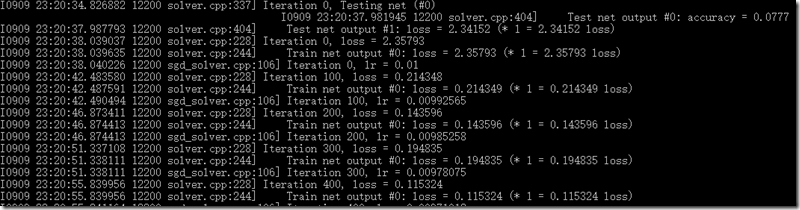 I0909 23:20:34.826882 12200 solver.cpp:337] Iteration 0, Testing net (#0)
I0909 23:20:37.981945 12200 solver.cpp:404]     Test net output #0: accuracy = 0.0777
I0909 23:20:37.987793 12200 solver.cpp:404]     Test net output #1: loss = 2.34152 (* 1 = 2.34152 loss)
I0909 23:20:38.039037 12200 solver.cpp:228] Iteration 0, loss = 2.35793
I0909 23:20:38.039635 12200 solver.cpp:244]     Train net output #0: loss = 2.35793 (* 1 = 2.35793 loss)
I0909 23:20:38.040226 12200 sgd_solver.cpp:106] Iteration 0, lr = 0.01
I0909 23:20:42.483580 12200 solver.cpp:228] Iteration 100, loss = 0.214348
I0909 23:20:42.487591 12200 solver.cpp:244]     Train net output #0: loss = 0.214349 (* 1 = 0.214349 loss)
I0909 23:20:42.490494 12200 sgd_solver.cpp:106] Iteration 100, lr = 0.00992565
I0909 23:20:46.873411 12200 solver.cpp:228] Iteration 200, loss = 0.143596
I0909 23:20:46.874413 12200 solver.cpp:244]     Train net output #0: loss = 0.143596 (* 1 = 0.143596 loss)
I0909 23:20:46.874413 12200 sgd_solver.cpp:106] Iteration 200, lr = 0.00985258
I0909 23:20:51.337108 12200 solver.cpp:228] Iteration 300, loss = 0.194835
I0909 23:20:51.338111 12200 solver.cpp:244]     Train net output #0: loss = 0.194835 (* 1 = 0.194835 loss)
I0909 23:20:51.338111 12200 sgd_solver.cpp:106] Iteration 300, lr = 0.00978075
I0909 23:20:55.839956 12200 solver.cpp:228] Iteration 400, loss = 0.115324
I0909 23:20:55.839956 12200 solver.cpp:244]     Train net output #0: loss = 0.115324 (* 1 = 0.115324 loss)